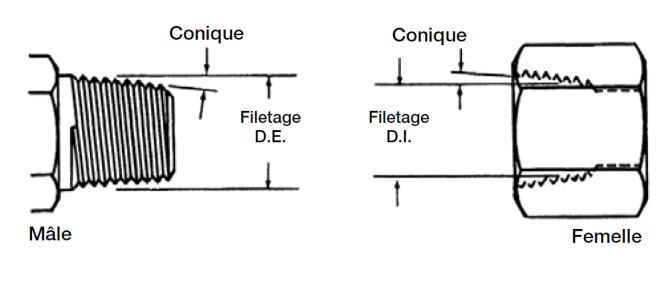 Conique
Filetage
D.E.
Mâle
Conique
Filetage
D.I.
Femelle